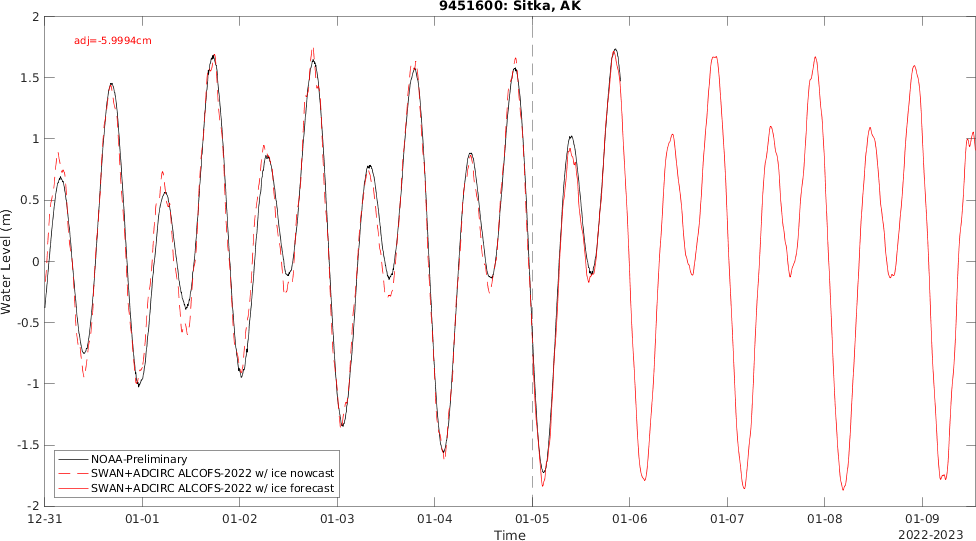 9451600: Sitka, AK
adj=-5.9994cm
2
1.5
1
0.5
0
-0.5
-1
-1.5
-2
Water Level (m)
NOAA-Preliminary
SWAN+ADCIRC ALCOFS-2022 w/ ice nowcast
SWAN+ADCIRC ALCOFS-2022 w/ ice forecast
12-31 01-01 01-02 01-03 01-04 01-05 01-06 01-07 01-08 01-09
Time
2022-2023